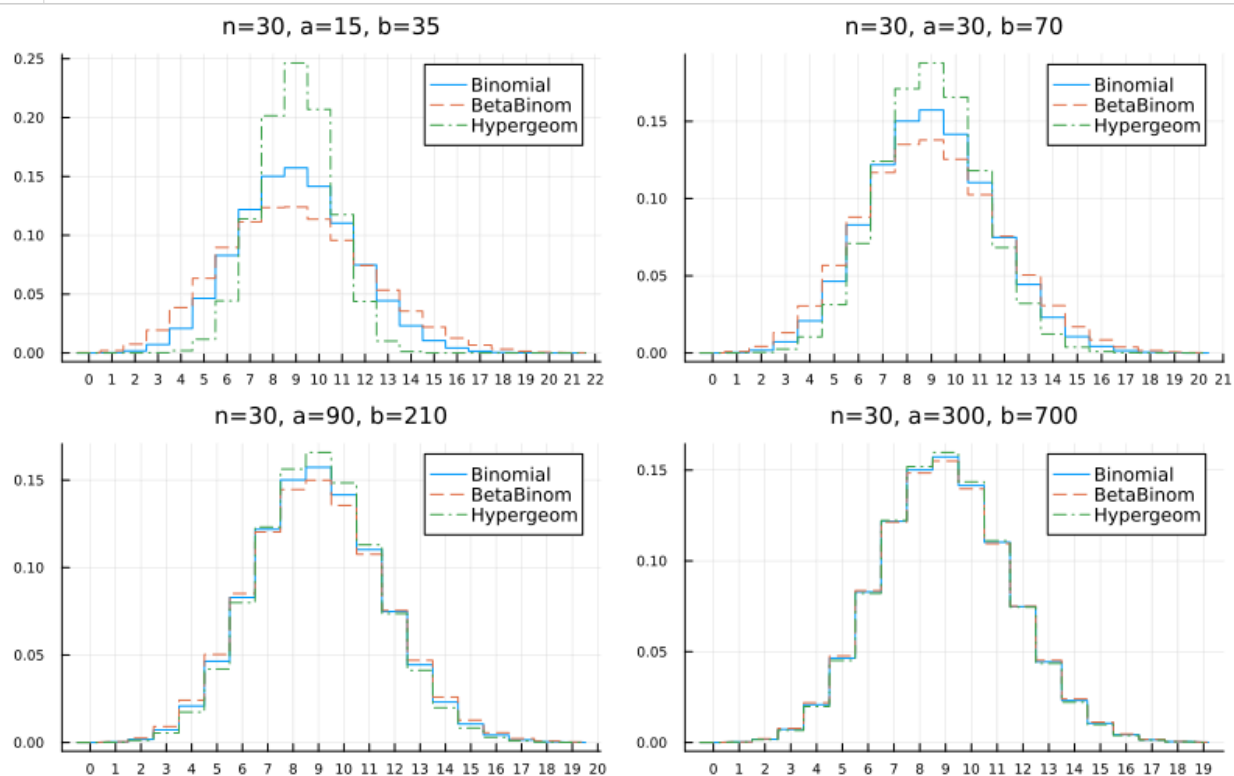 n=30, a=15, b=35
0.25
0.20
0.15
0.10
0.05
0.00
Binomial
BetaBinom
Hypergeom
0 1 2 3 4 5 6 7 8 9 10 11 12 13 14 15 16 17 18 19 20 21 22
n=30, a=30, b=70
0.15
0.10
0.05
0.00
Binomial
BetaBinom
Hypergeom
0 1 2 3 4 5 6 7 8 9 10 11 12 13 14 15 16 17 18 19 20 21
n=30, a=90, b=210
0.15
0.10
0.05
0.00
Binomial
BetaBinom
Hypergeom
0 1 2 3 4 5 6 7 8 9 10 11 12 13 14 15 16 17 18 19 20
n=30, a=300, b=700
0.15
0.10
0.05
0.00
Binomial
BetaBinom
Hypergeom
0 1 2 3 4 5 6 7 8 9 10 11 12 13 14 15 16 17 18 19